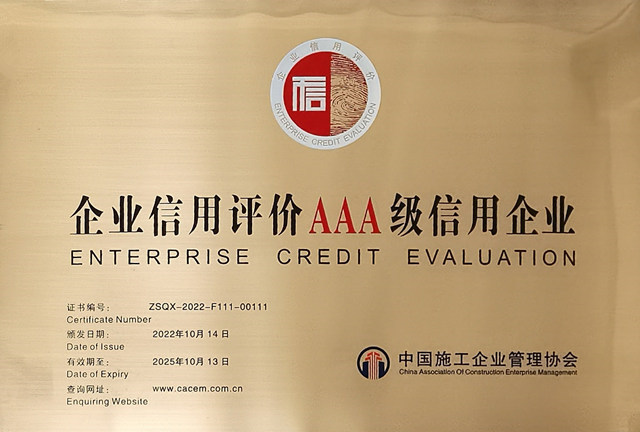 企业信用评价
信
ENTERPRISE CREDIT EVALUATION
企业信用评价AAA级信用企业
ENTERPRISE CREDIT EVALUATION
证书编号: ZSQX-2022-F111-00111
Certificate Number
颁发日期: 2022年10月14日
Date of Issue
有效期至: 2025年10月13日
Date of Expiry
查询网址: www.cacem.com.cn
Enquiring Website
中国施工企业管理协会
China Association Of Construction Enterprise Management